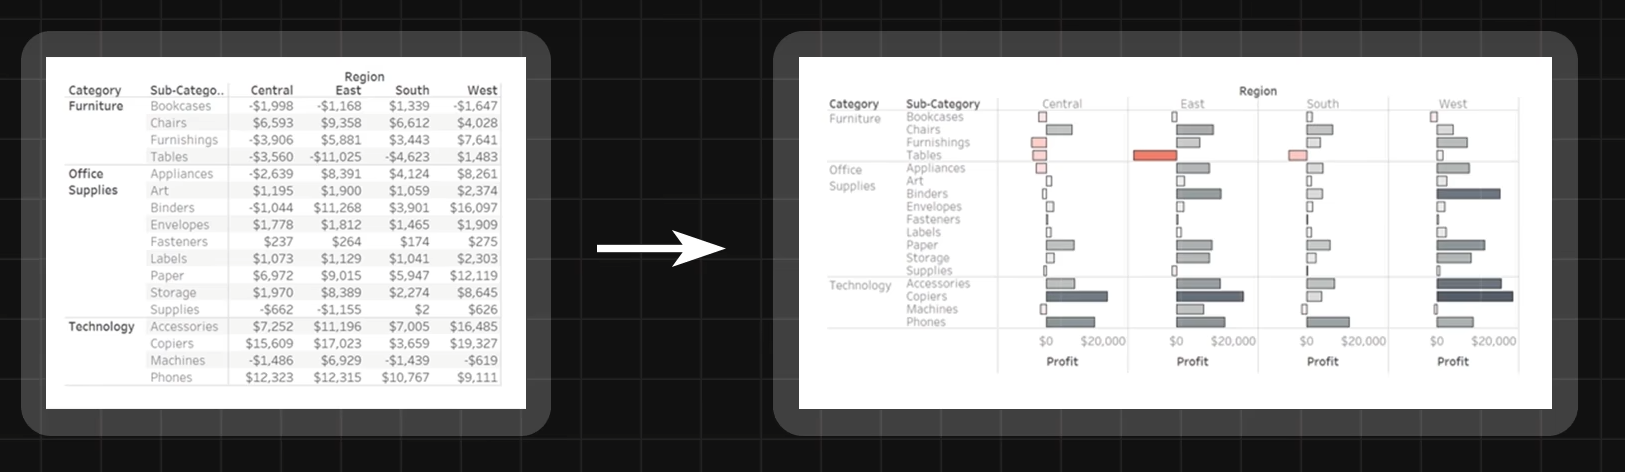 Region
Category Sub-Catego.. Central East South West
Furniture Bookcases -$1,998 -$1,168 $1,339 -$1,647
Chairs $6,593 $9,358 $6,612 $4,028
Furnishings -$3,906 $5,881 $3,443 $7,641
Tables -$3,560 -$11,025 -$4,623 $1,483
Office Appliances -$2,639 $8,391 $4,124 $8,261
Supplies Art $1,195 $1,900 $1,059 $2,374
Binders -$1,044 $11,268 $3,901 $16,097
Envelopes $1,778 $1,812 $1,465 $1,909
Fasteners $237 $264 $174 $275
Labels $1,073 $1,129 $1,041 $2,303
Paper $6,972 $9,015 $5,947 $12,119
Storage $1,970 $8,389 $2,274 $8,645
Supplies -$662 -$1,155 $2 $626
Technology Accessories $7,252 $11,196 $7,005 $16,485
Copiers $15,609 $17,023 $3,659 $19,327
Machines -$1,486 $6,929 -$1,439 -$619
Phones $12,323 $12,315 $10,767 $9,111
Region
Category Sub-Category Central East South West
Furniture Bookcases
Chairs
Furnishings
Tables
Office Appliances
Supplies Art
Binders
Envelopes
Fasteners
Labels
Paper
Storage
Supplies
Technology Accessories
Copiers
Machines
Phones
$0 $20,000 $0 $20,000 $0 $20,000 $0 $20,000
Profit Profit Profit Profit